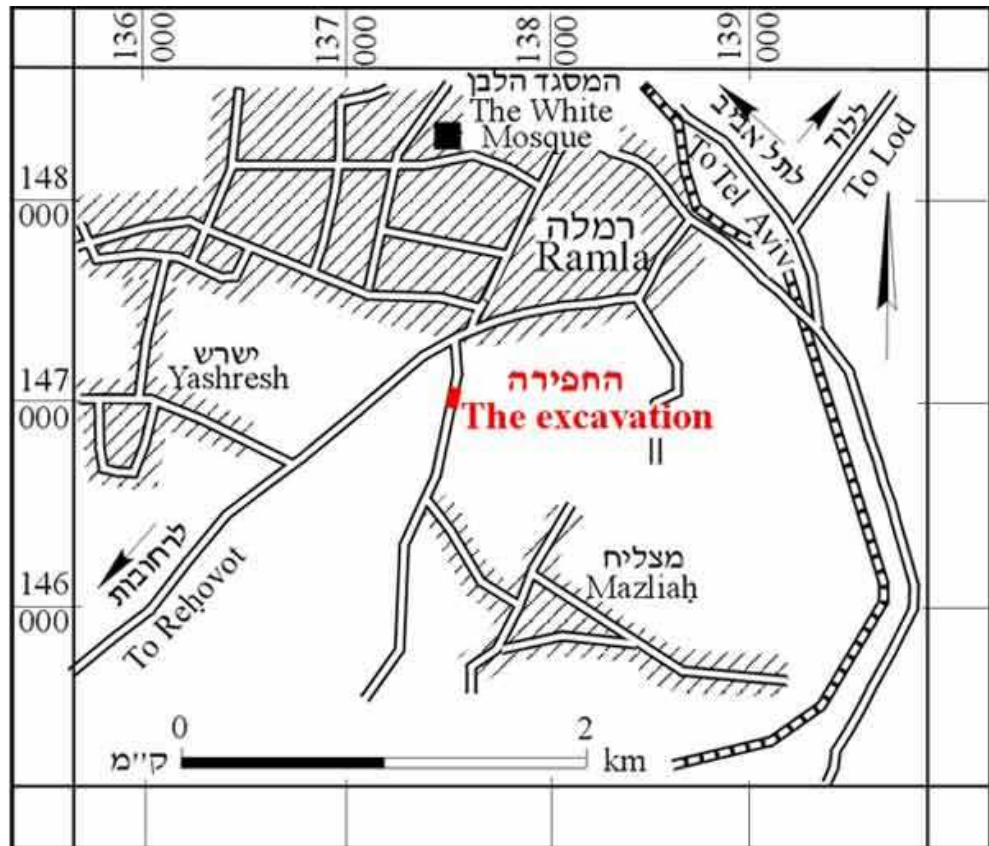 136 000
137 000
138 000
139 000
המסגד הלבן
The White
Mosque
לתל אביב
To Tel Aviv
ללוד
To Lod
148
000
רמלה
Ramla
ישרש
Yashresh
147
000
החפירה
The excavation
לרחובות
To Reḥovot
מצליח
Mazliaḥ
146
000
0
2
ק"מ
km